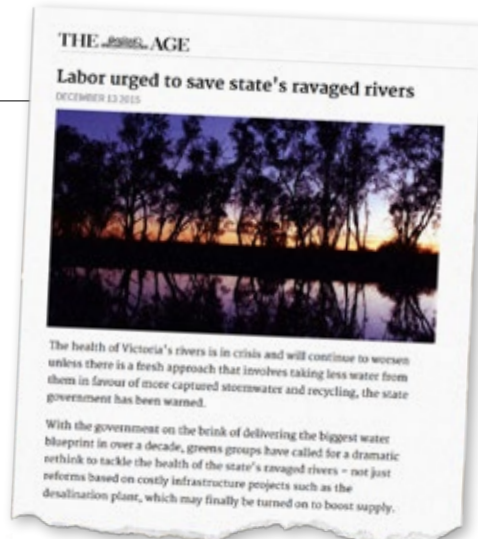 THE AGE
Labor urged to save state's ravaged rivers
DECEMBER 13 2015
The health of Victoria's rivers is in crisis and will continue to worsen
unless there is a fresh approach that involves taking less water from
them in favour of more captured stormwater and recycling, the state
government has been warned.
With the government on the brink of delivering the biggest water
blueprint in over a decade, greens groups have called for a dramatic
rethink to tackle the health of the state's ravaged rivers – not just
reforms based on costly infrastructure projects such as the
desalination plant, which may finally be turned on to boost supply.